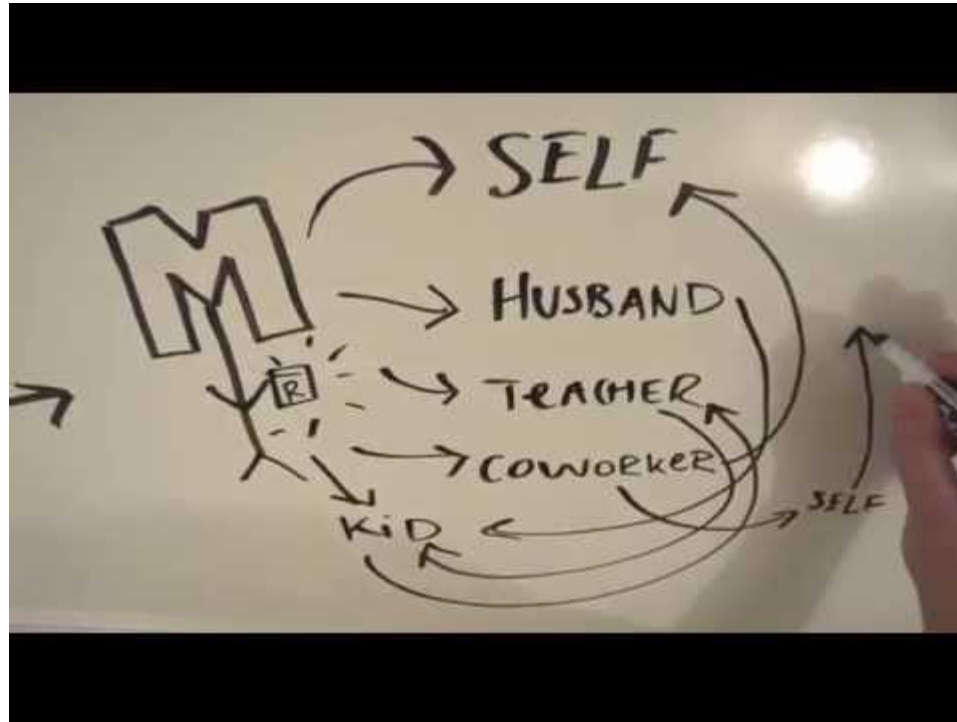 SELF
M
HUSBAND
R
TEACHER
COWORKER
SELF
KID